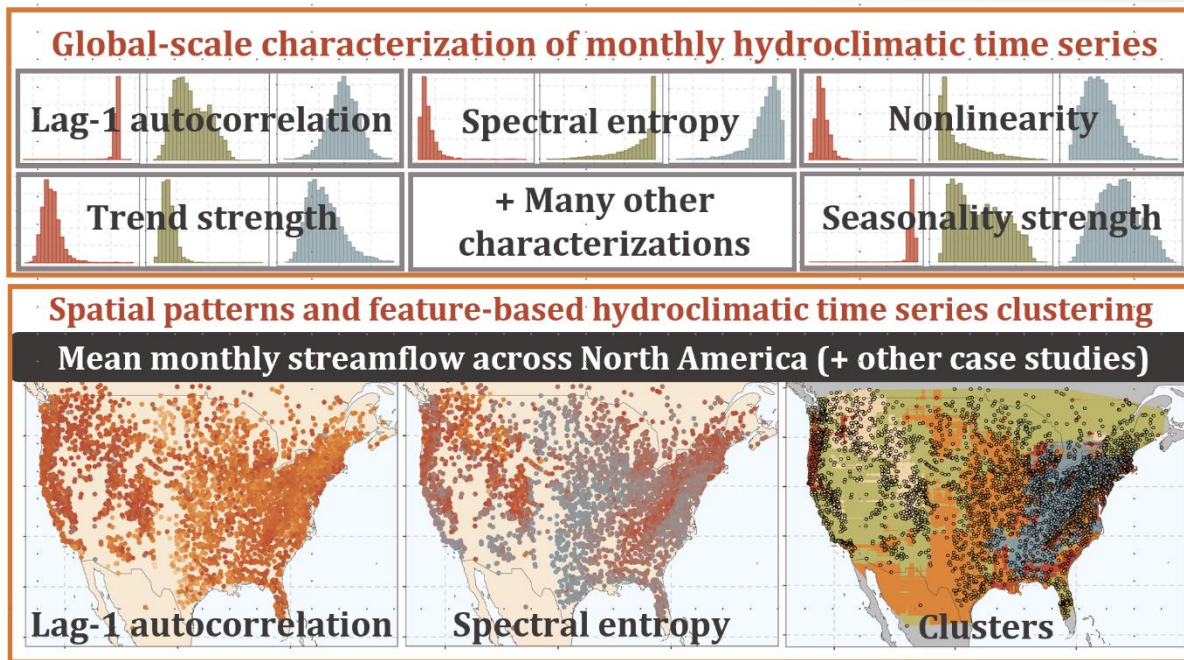 Global-scale characterization of monthly hydroclimatic time series
Lag-1 autocorrelation
Spectral entropy
Nonlinearity
Trend strength
+ Many other
characterizations
Seasonality strength
Spatial patterns and feature-based hydroclimatic time series clustering
Mean monthly streamflow across North America (+ other case studies)
Lag-1 autocorrelation
Spectral entropy
Clusters